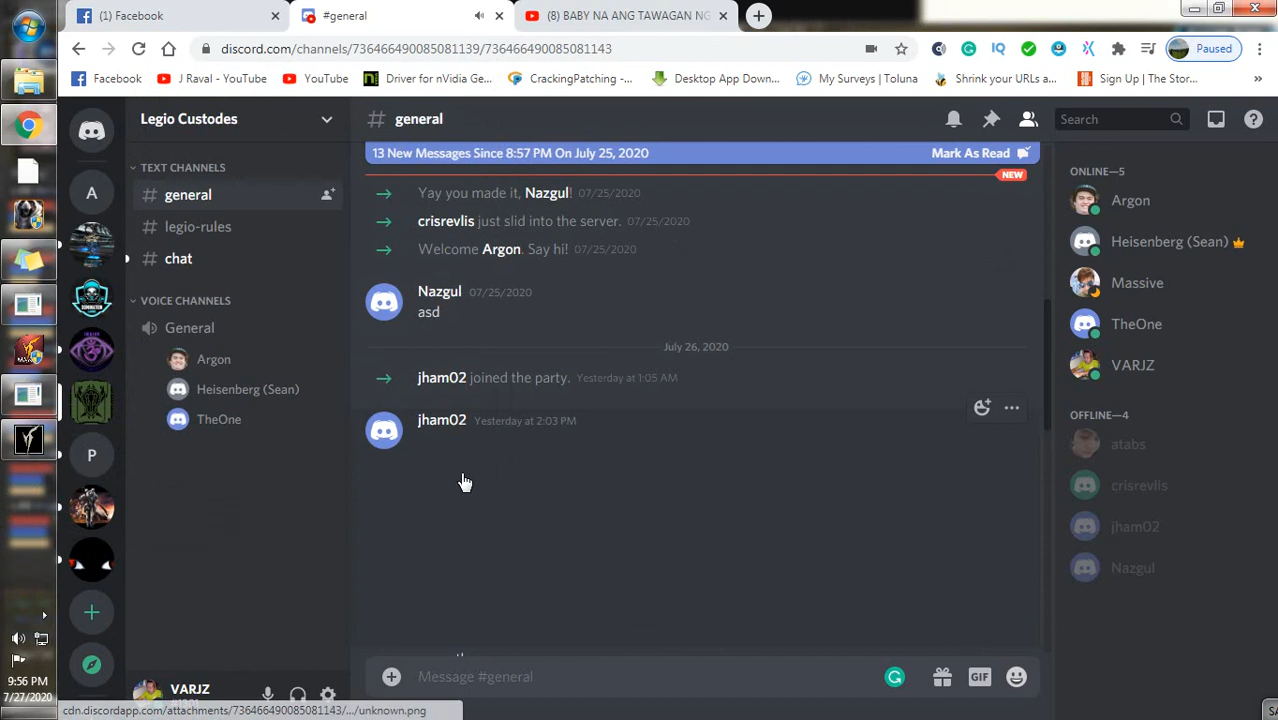 (1) Facebook
#general
(8) BABY NA ANG TAWAGAN NG
discord.com/channels/736466490085081139/736466490085081143
Paused
Facebook
J Raval - YouTube
YouTube
Driver for nVidia Ge...
CrackingPatching -...
Desktop App Down...
My Surveys | Toluna
Shrink your URLs a...
Sign Up | The Stor...
»
Legio Custodes
# general
Search
TEXT CHANNELS
# general
# legio-rules
# chat
VOICE CHANNELS
General
Argon
Heisenberg (Sean)
TheOne
A
P
13 New Messages Since 8:57 PM On July 25, 2020
Mark As Read
NEW
Yay you made it, Nazgul! 07/25/2020
crisrevlis just slid into the server. 07/25/2020
Welcome Argon. Say hi! 07/25/2020
Nazgul 07/25/2020
asd
July 26, 2020
jham02 joined the party. Yesterday at 1:05 AM
jham02 Yesterday at 2:03 PM
Message #general
GIF
ONLINE—5
Argon
Heisenberg (Sean)
Massive
TheOne
VARJZ
OFFLINE—4
atabs
crisrevlis
jham02
Nazgul
VARJZ
cdn.discordapp.com/attachments/736466490085081143/.../unknown.png
9:56 PM
7/27/2020